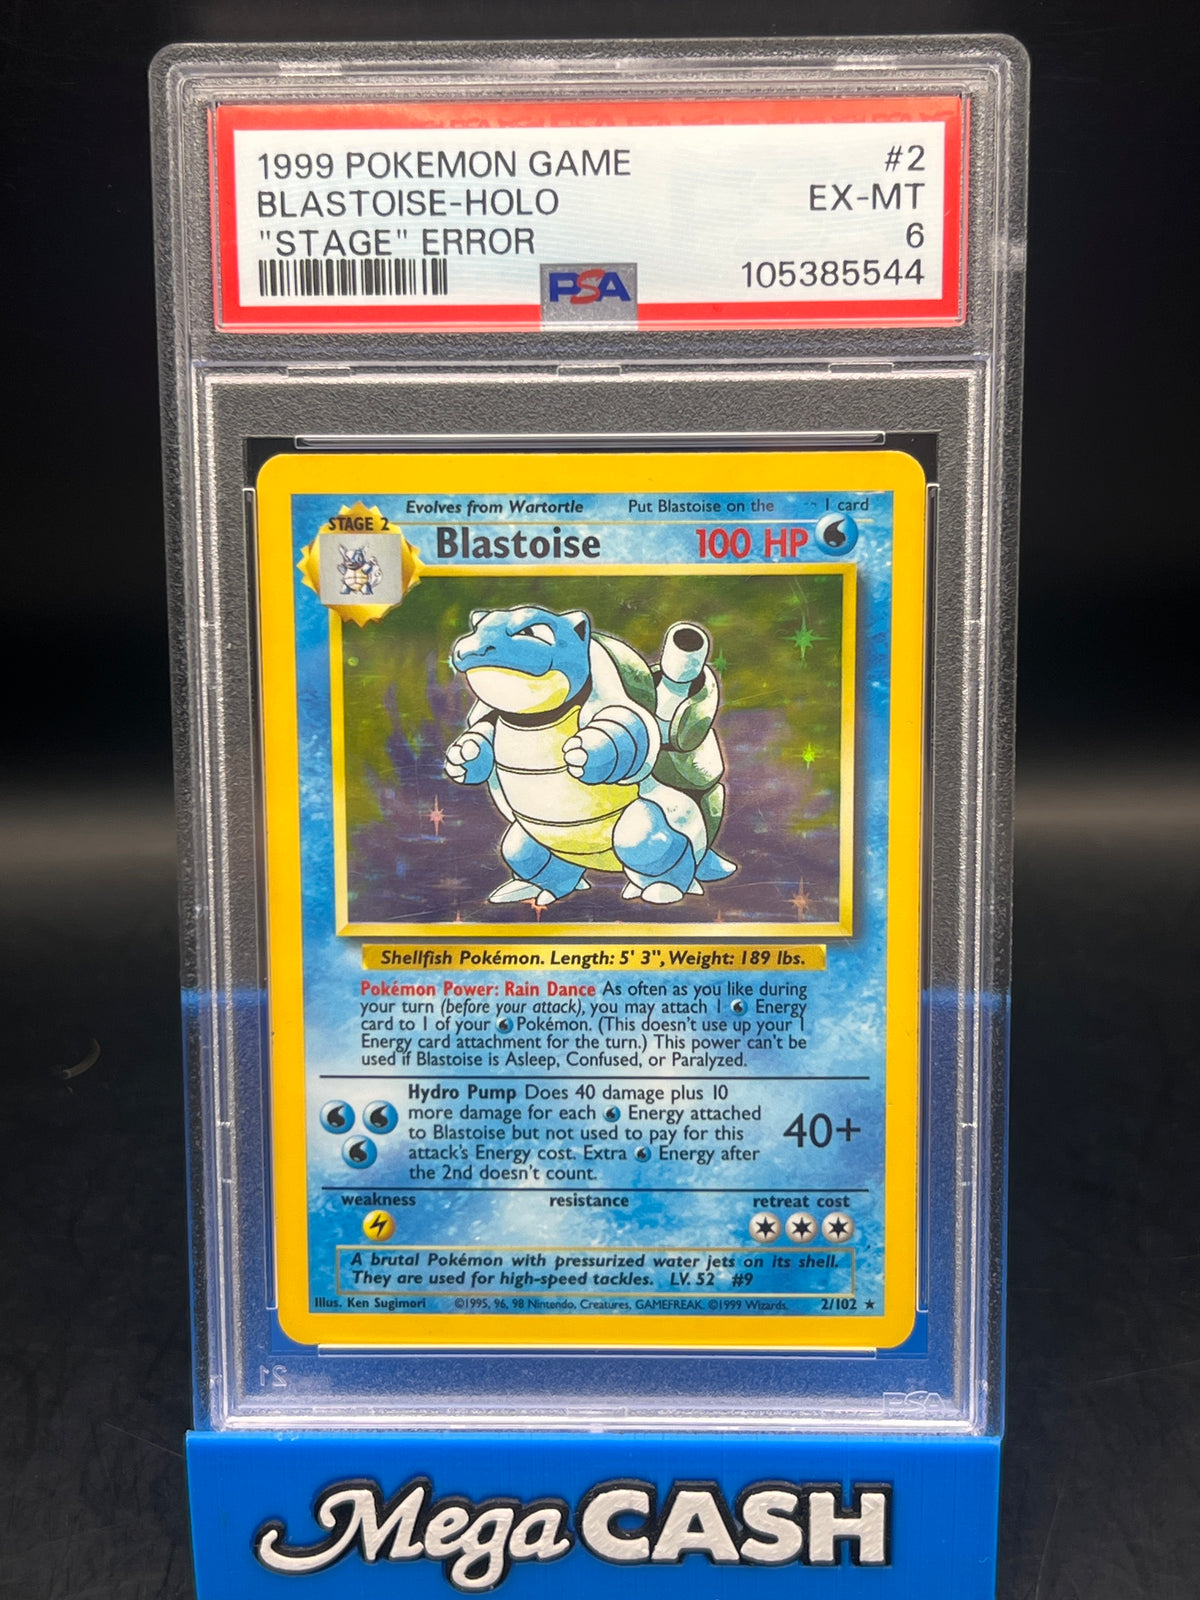 1999 POKEMON GAME #2
BLASTOISE-HOLO EX-MT
"STAGE" ERROR 6
105385544
PSA
Evolves from Wartortle Put Blastoise on the 1 card
STAGE 2
Blastoise 100 HP
Shellfish Pokémon. Length: 5' 3", Weight: 189 lbs.
Pokémon Power: Rain Dance As often as you like during
your turn (before your attack), you may attach 1 Energy
card to 1 of your Pokémon. (This doesn't use up your 1
Energy card attachment for the turn.) This power can't be
used if Blastoise is Asleep, Confused, or Paralyzed.
Hydro Pump Does 40 damage plus 10
more damage for each Energy attached
to Blastoise but not used to pay for this
attack's Energy cost. Extra Energy after
the 2nd doesn't count.
40+
weakness resistance retreat cost
A brutal Pokémon with pressurized water jets on its shell.
They are used for high-speed tackles. LV. 52 #9
Illus. Ken Sugimori ©1995, 96, 98 Nintendo, Creatures, GAMEFREAK. ©1999 Wizards. 2/102
21
PSA
Mega CASH